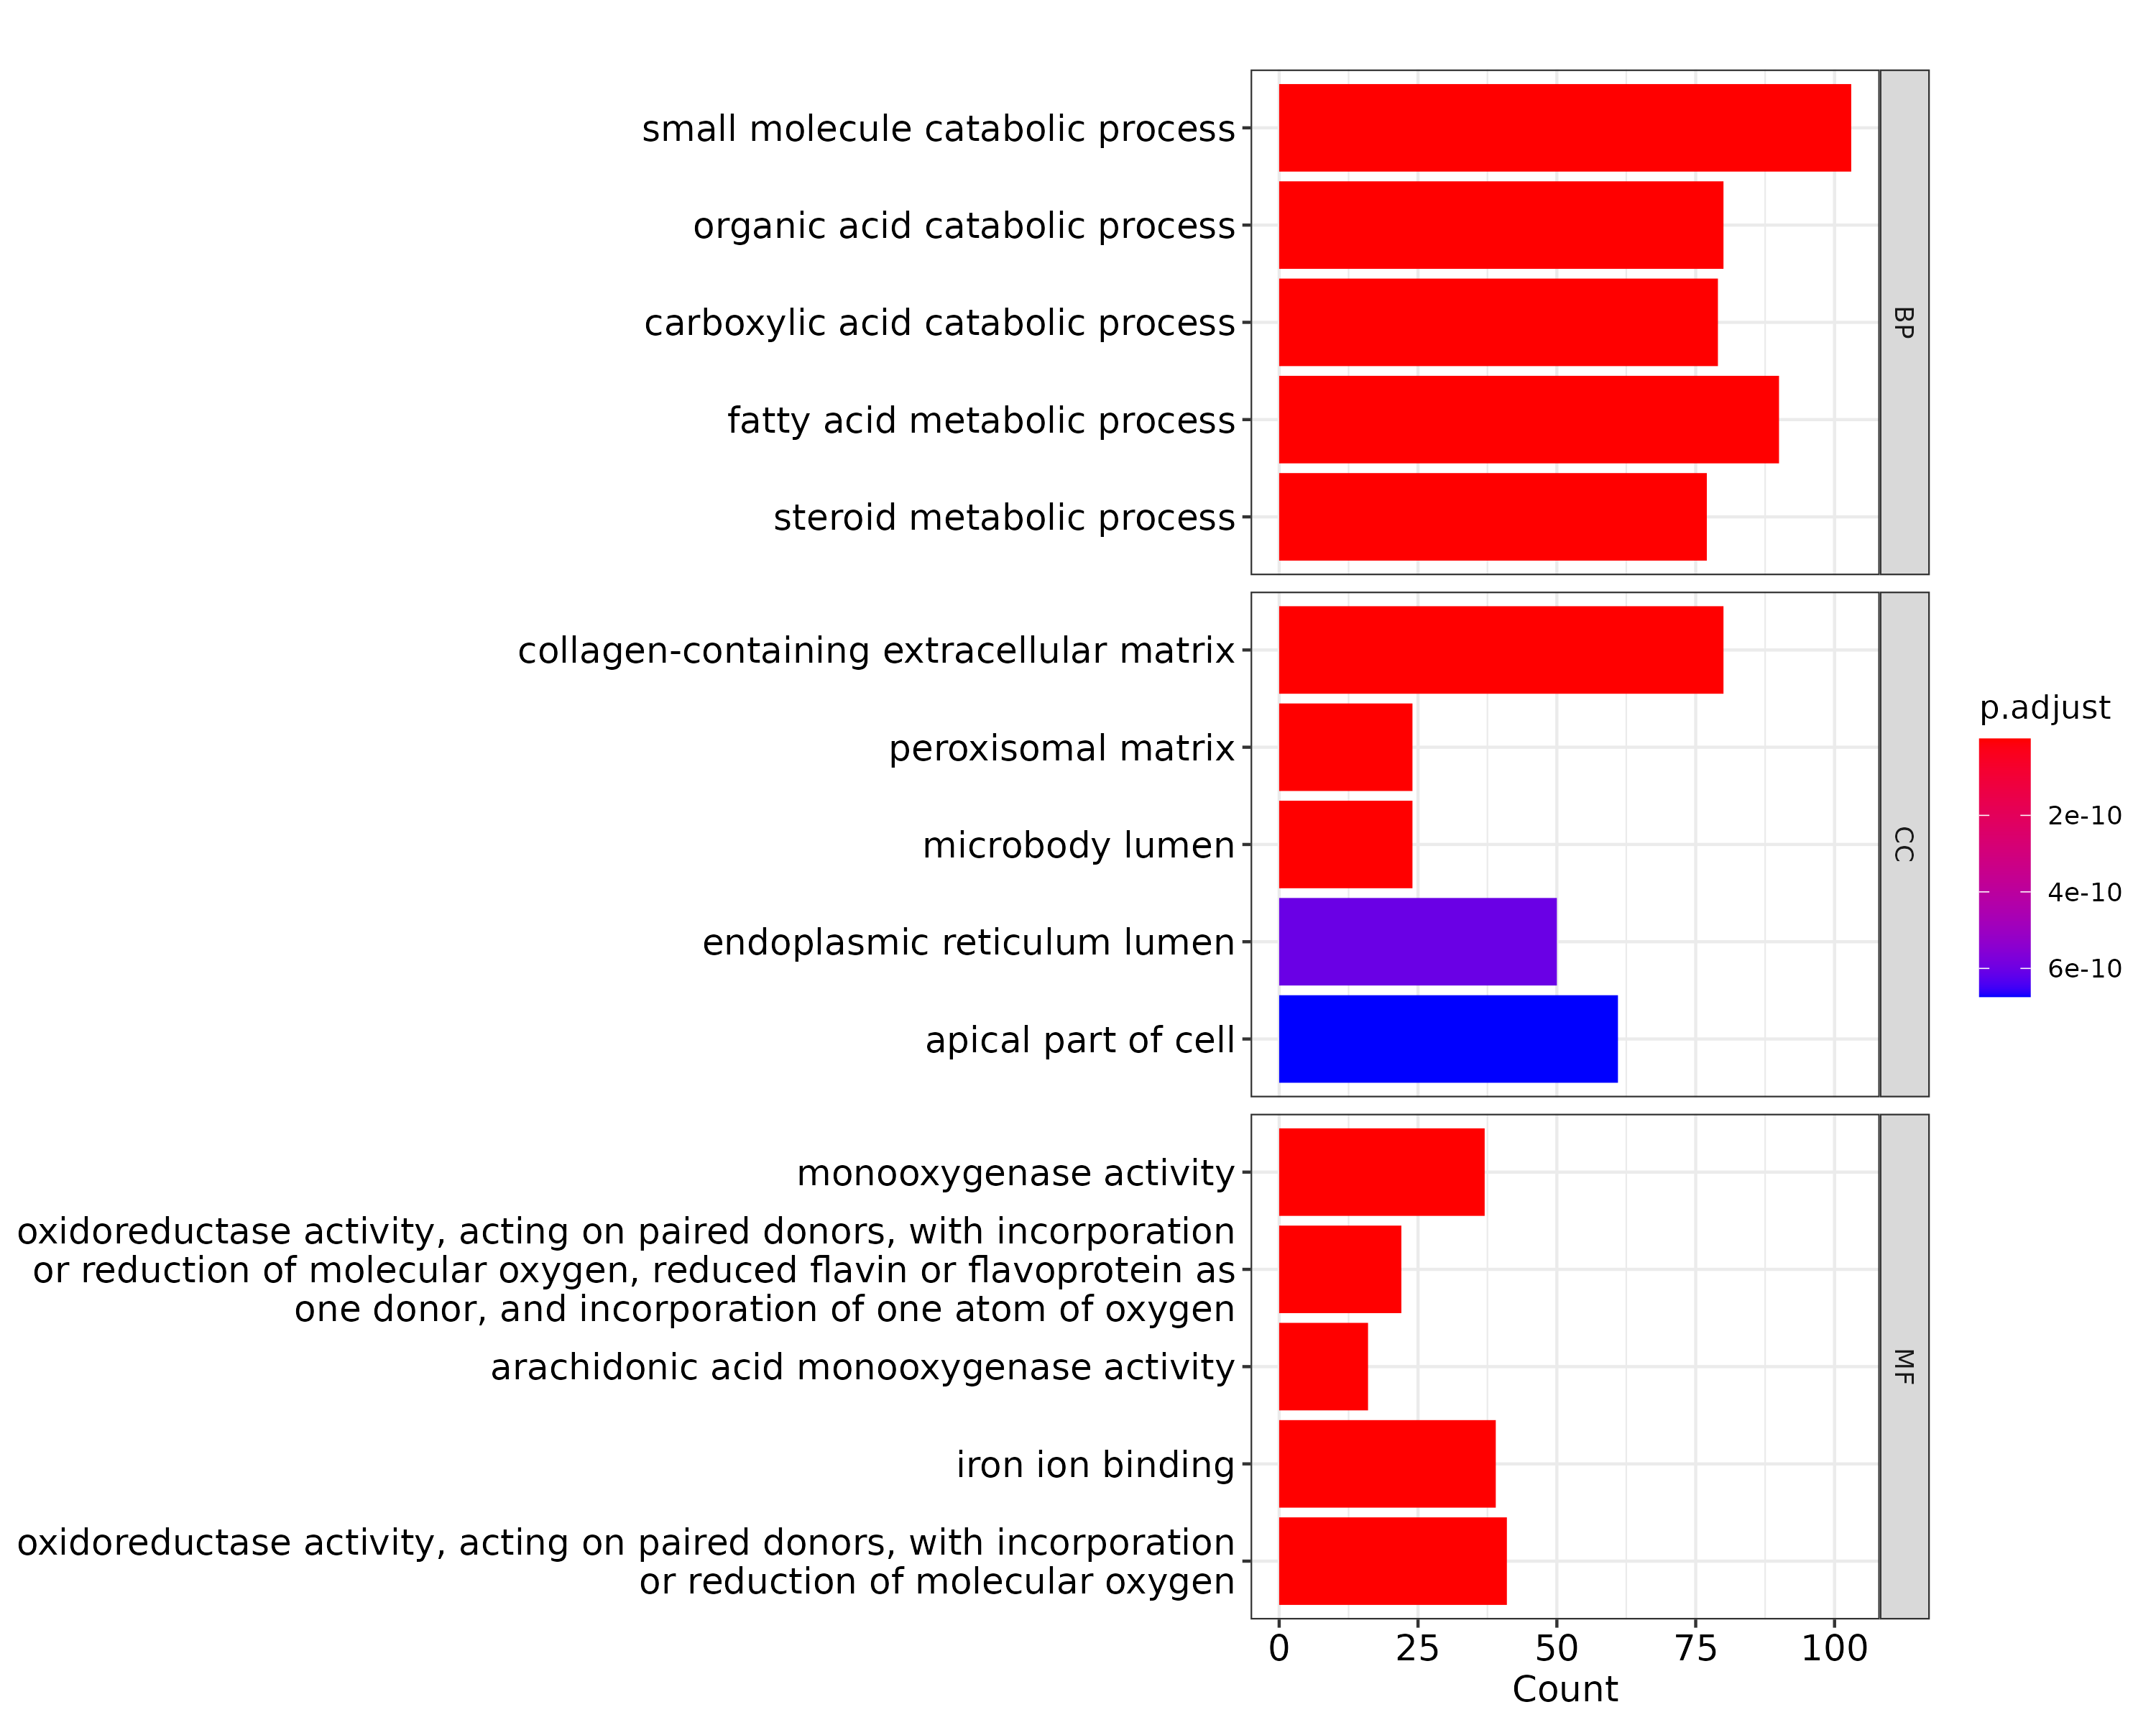 small molecule catabolic process
organic acid catabolic process
carboxylic acid catabolic process
fatty acid metabolic process
steroid metabolic process
BP
collagen-containing extracellular matrix
peroxisomal matrix
microbody lumen
endoplasmic reticulum lumen
apical part of cell
CC
monooxygenase activity
oxidoreductase activity, acting on paired donors, with incorporation
or reduction of molecular oxygen, reduced flavin or flavoprotein as
one donor, and incorporation of one atom of oxygen
arachidonic acid monooxygenase activity
iron ion binding
oxidoreductase activity, acting on paired donors, with incorporation
or reduction of molecular oxygen
MF
0 25 50 75 100
Count
p.adjust
2e-10
4e-10
6e-10